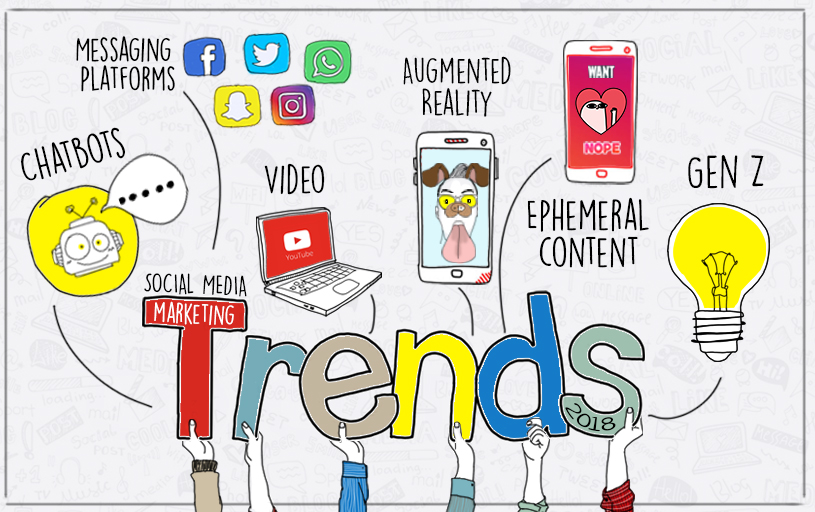 MESSAGING
PLATFORMS
AUGMENTED
REALITY
WANT
NOPE
CHATBOTS
VIDEO
GEN Z
YouTube
EPHEMERAL
CONTENT
SOCIAL MEDIA
MARKETING
Trends
2018